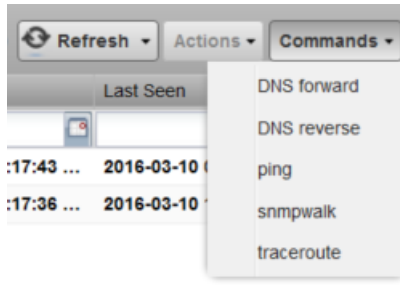 Refresh Actions Commands
Last Seen
DNS forward
DNS reverse
:17:43 ... 2016-03-10
ping
:17:36 ... 2016-03-10
snmpwalk
traceroute